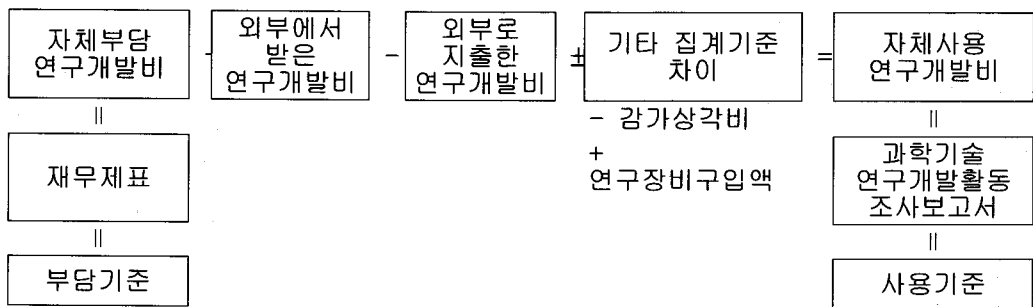 자체부담
연구개발비
-
외부에서
받은
연구개발비
-
외부로
지출한
연구개발비
±
기타 집계기준
차이
=
자체사용
연구개발비
- 감가상각비
+
연구장비구입액
=
재무제표
=
부담기준
=
과학기술
연구개발활동
조사보고서
=
사용기준